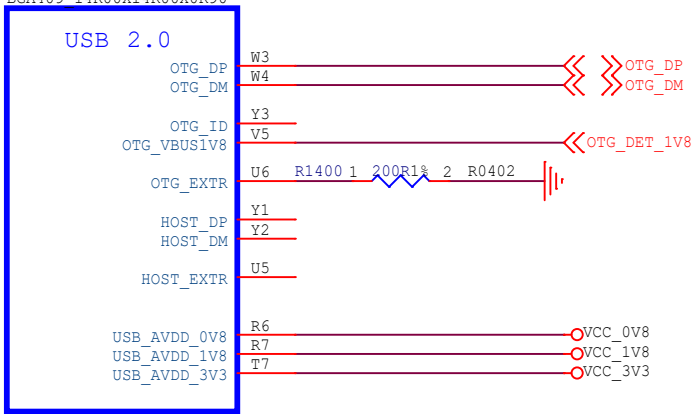 USB 2.0
OTG_DP W3 OTG_DP
OTG_DM W4 OTG_DM
OTG_ID Y3
OTG_VBUS1V8 V5 OTG_DET_1V8
OTG_EXTR U6 R1400 1 200R1% 2 R0402
HOST_DP Y1
HOST_DM Y2
HOST_EXTR U5
USB_AVDD_0V8 R6 VCC_0V8
USB_AVDD_1V8 R7 VCC_1V8
USB_AVDD_3V3 T7 VCC_3V3